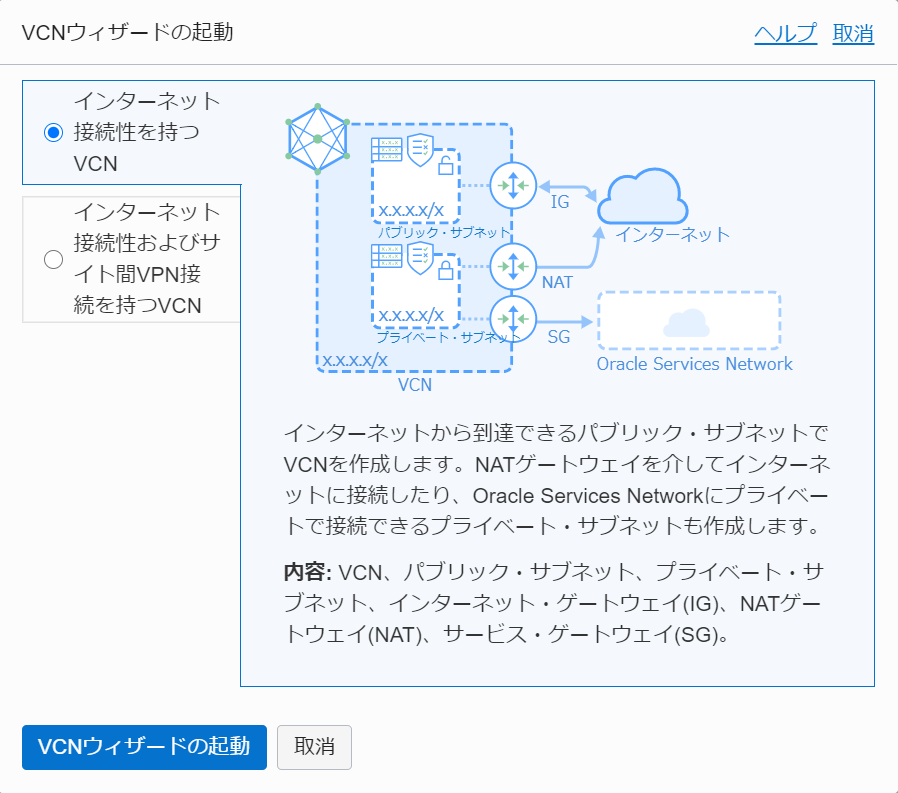 VCNウィザードの起動
ヘルプ 取消
インターネット
接続性を持つ
VCN
インターネット
接続性およびサ
イト間VPN接
続を持つVCN
X.X.X
X.X.X
X.X.X.X/X
パブリック・サブネット
IG
インターネット
X.X.X
X.X.X
X.X.X.X/X
プライベート・サブネット
NAT
SG
X.X.X.X/X
VCN
Oracle Services Network
インターネットから到達できるパブリック・サブネットで
VCNを作成します。NATゲートウェイを介してインターネ
ットに接続したり、Oracle Services Networkにプライベー
トで接続できるプライベート・サブネットも作成します。
内容: VCN、パブリック・サブネット、プライベート・サ
ブネット、インターネット・ゲートウェイ(IG)、NATゲー
トウェイ(NAT)、サービス・ゲートウェイ(SG)。
VCNウィザードの起動
取消